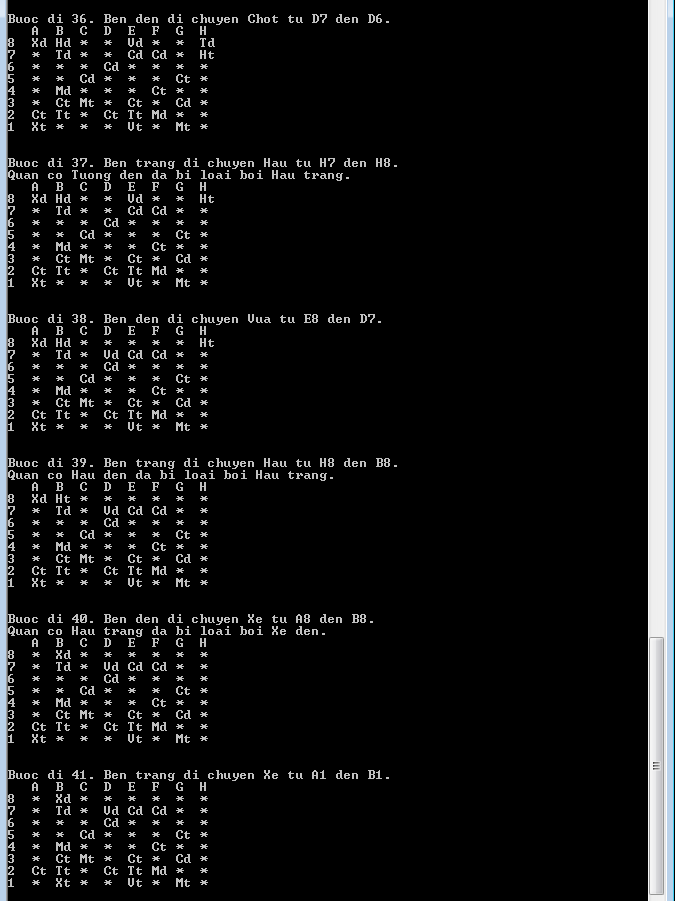 Buoc di 36. Ben den di chuyen Chot tu D7 den D6.
A B C D E F G H
8 Xd Hd * * Vd * * Td
7 * Td * * Cd Cd * Ht
6 * * * Cd * * * *
5 * * Cd * * * Ct *
4 * Md * * * Ct * *
3 * Ct Mt * Ct * Cd *
2 Ct Tt * Ct Tt Md * *
1 Xt * * * Vt * Mt *
Buoc di 37. Ben trang di chuyen Hau tu H7 den H8.
Quan co Tuong den da bi loai boi Hau trang.
A B C D E F G H
8 Xd Hd * * Vd * * Ht
7 * Td * * Cd Cd * *
6 * * * Cd * * * *
5 * * Cd * * * Ct *
4 * Md * * * Ct * *
3 * Ct Mt * Ct * Cd *
2 Ct Tt * Ct Tt Md * *
1 Xt * * * Vt * Mt *
Buoc di 38. Ben den di chuyen Vua tu E8 den D7.
A B C D E F G H
8 Xd Hd * * * * * Ht
7 * Td * Vd Cd Cd * *
6 * * * Cd * * * *
5 * * Cd * * * Ct *
4 * Md * * * Ct * *
3 * Ct Mt * Ct * Cd *
2 Ct Tt * Ct Tt Md * *
1 Xt * * * Vt * Mt *
Buoc di 39. Ben trang di chuyen Hau tu H8 den B8.
Quan co Hau den da bi loai boi Hau trang.
A B C D E F G H
8 Xd Ht * * * * * *
7 * Td * Vd Cd Cd * *
6 * * * Cd * * * *
5 * * Cd * * * Ct *
4 * Md * * * Ct * *
3 * Ct Mt * Ct * Cd *
2 Ct Tt * Ct Tt Md * *
1 Xt * * * Vt * Mt *
Buoc di 40. Ben den di chuyen Xe tu A8 den B8.
Quan co Hau trang da bi loai boi Xe den.
A B C D E F G H
8 * Xd * * * * * *
7 * Td * Vd Cd Cd * *
6 * * * Cd * * * *
5 * * Cd * * * Ct *
4 * Md * * * Ct * *
3 * Ct Mt * Ct * Cd *
2 Ct Tt * Ct Tt Md * *
1 Xt * * * Vt * Mt *
Buoc di 41. Ben trang di chuyen Xe tu A1 den B1.
A B C D E F G H
8 * Xd * * * * * *
7 * Td * Vd Cd Cd * *
6 * * * Cd * * * *
5 * * Cd * * * Ct *
4 * Md * * * Ct * *
3 * Ct Mt * Ct * Cd *
2 Ct Tt * Ct Tt Md * *
1 * Xt * * Vt * Mt *